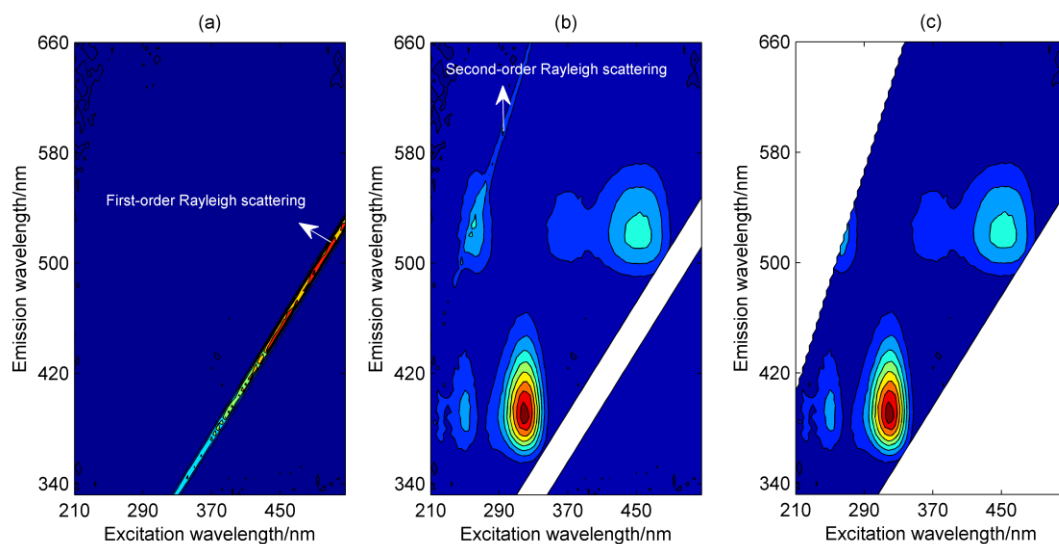 (a)
660
580
500
420
340
Emission wavelength/nm
First-order Rayleigh scattering
210 290 370 450
Excitation wavelength/nm
(b)
660
580
500
420
340
Emission wavelength/nm
Second-order Rayleigh scattering
210 290 370 450
Excitation wavelength/nm
(c)
660
580
500
420
340
Emission wavelength/nm
210 290 370 450
Excitation wavelength/nm